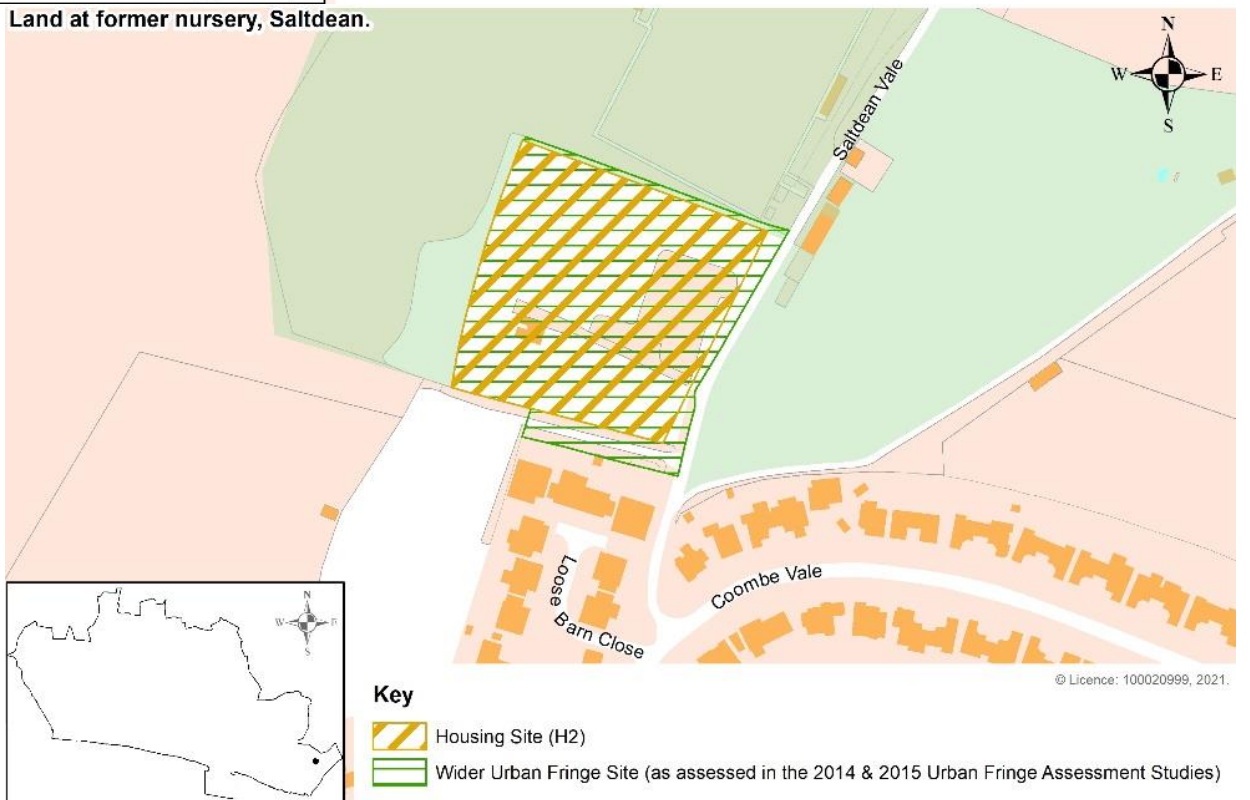 Land at former nursery, Saltdean.
N
W E
S
Saltdean Vale
Loose Barn Close
Coombe Vale
© Licence: 100020999, 2021.
N
W E
S
Key
Housing Site (H2)
Wider Urban Fringe Site (as assessed in the 2014 & 2015 Urban Fringe Assessment Studies)